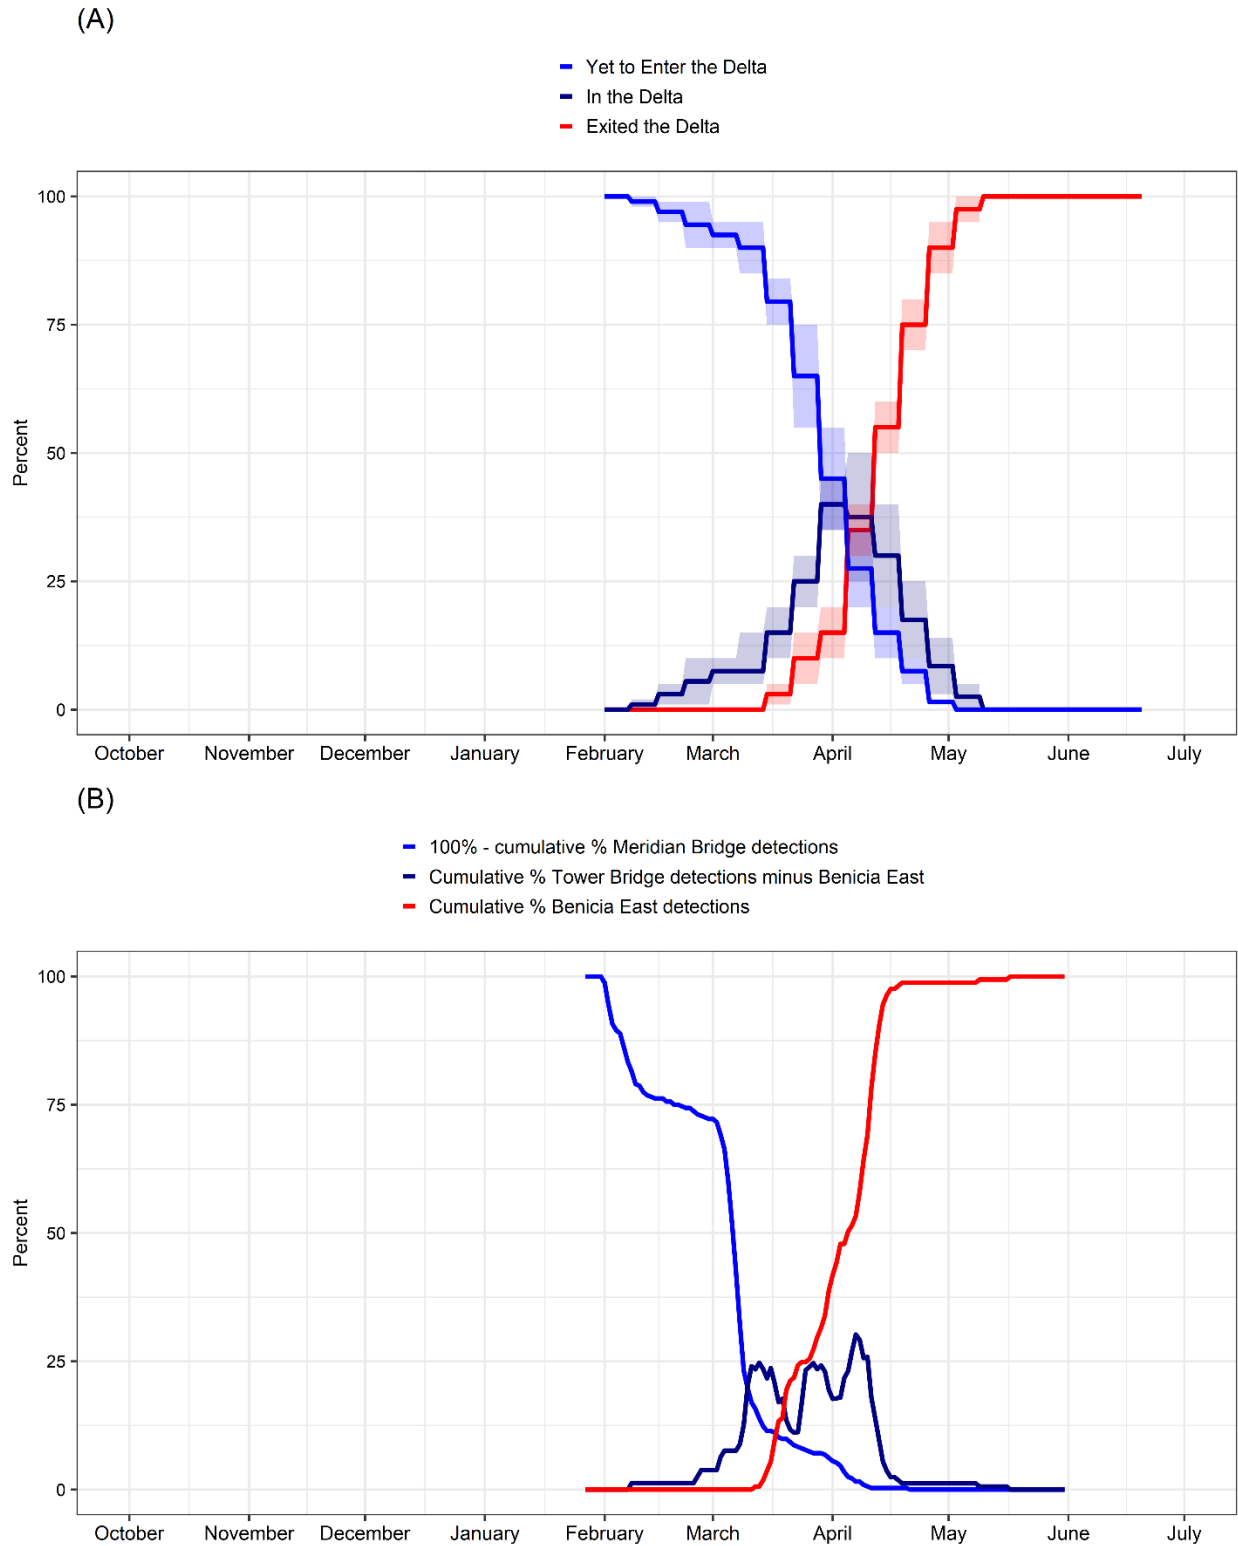 (A)
Yet to Enter the Delta
In the Delta
Exited the Delta
100
75
50
25
0
Percent
October November December January February March April May June July
(B)
100% - cumulative % Meridian Bridge detections
Cumulative % Tower Bridge detections minus Benicia East
Cumulative % Benicia East detections
100
75
50
25
0
Percent
October November December January February March April May June July